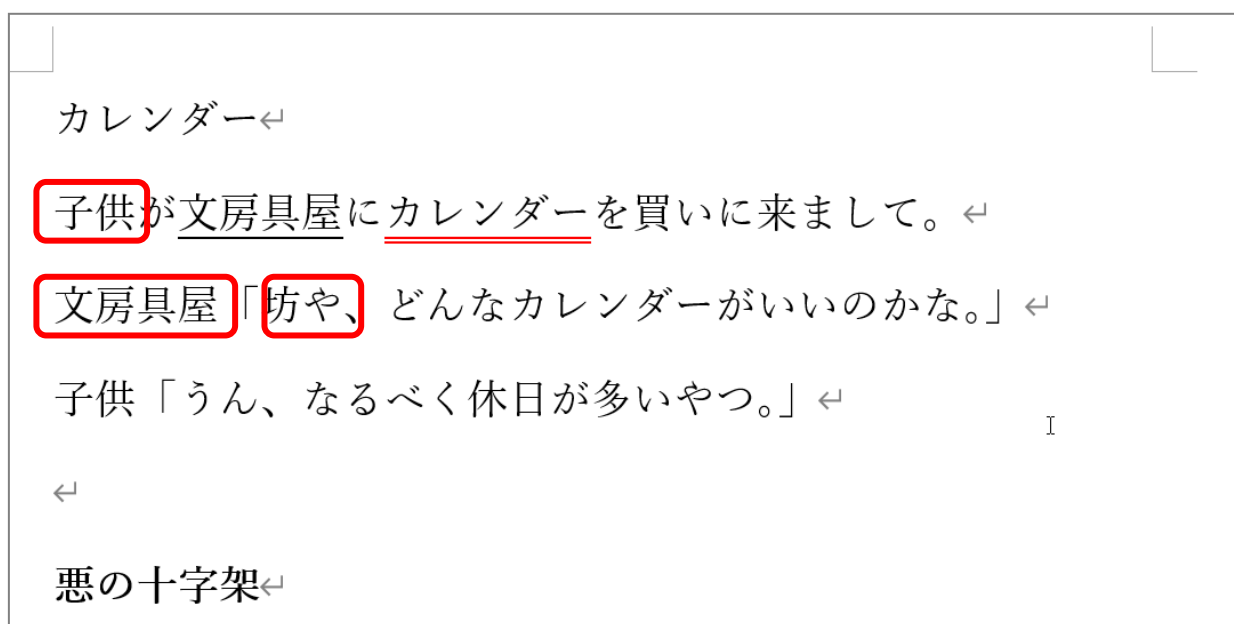 カレンダー
子供が文房具屋にカレンダーを買いに来まして。
文房具屋「坊や、どんなカレンダーがいいのかな。」
子供「うん、なるべく休日が多いやつ。」
悪の十字架